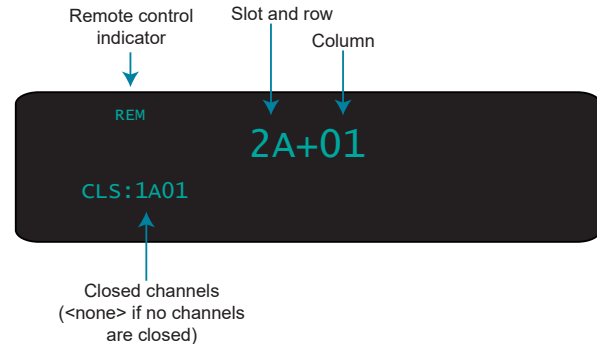 Remote control
indicator
Slot and row
Column
REM
2A+01
CLS:1A01
Closed channels
(<none> if no channels
are closed)